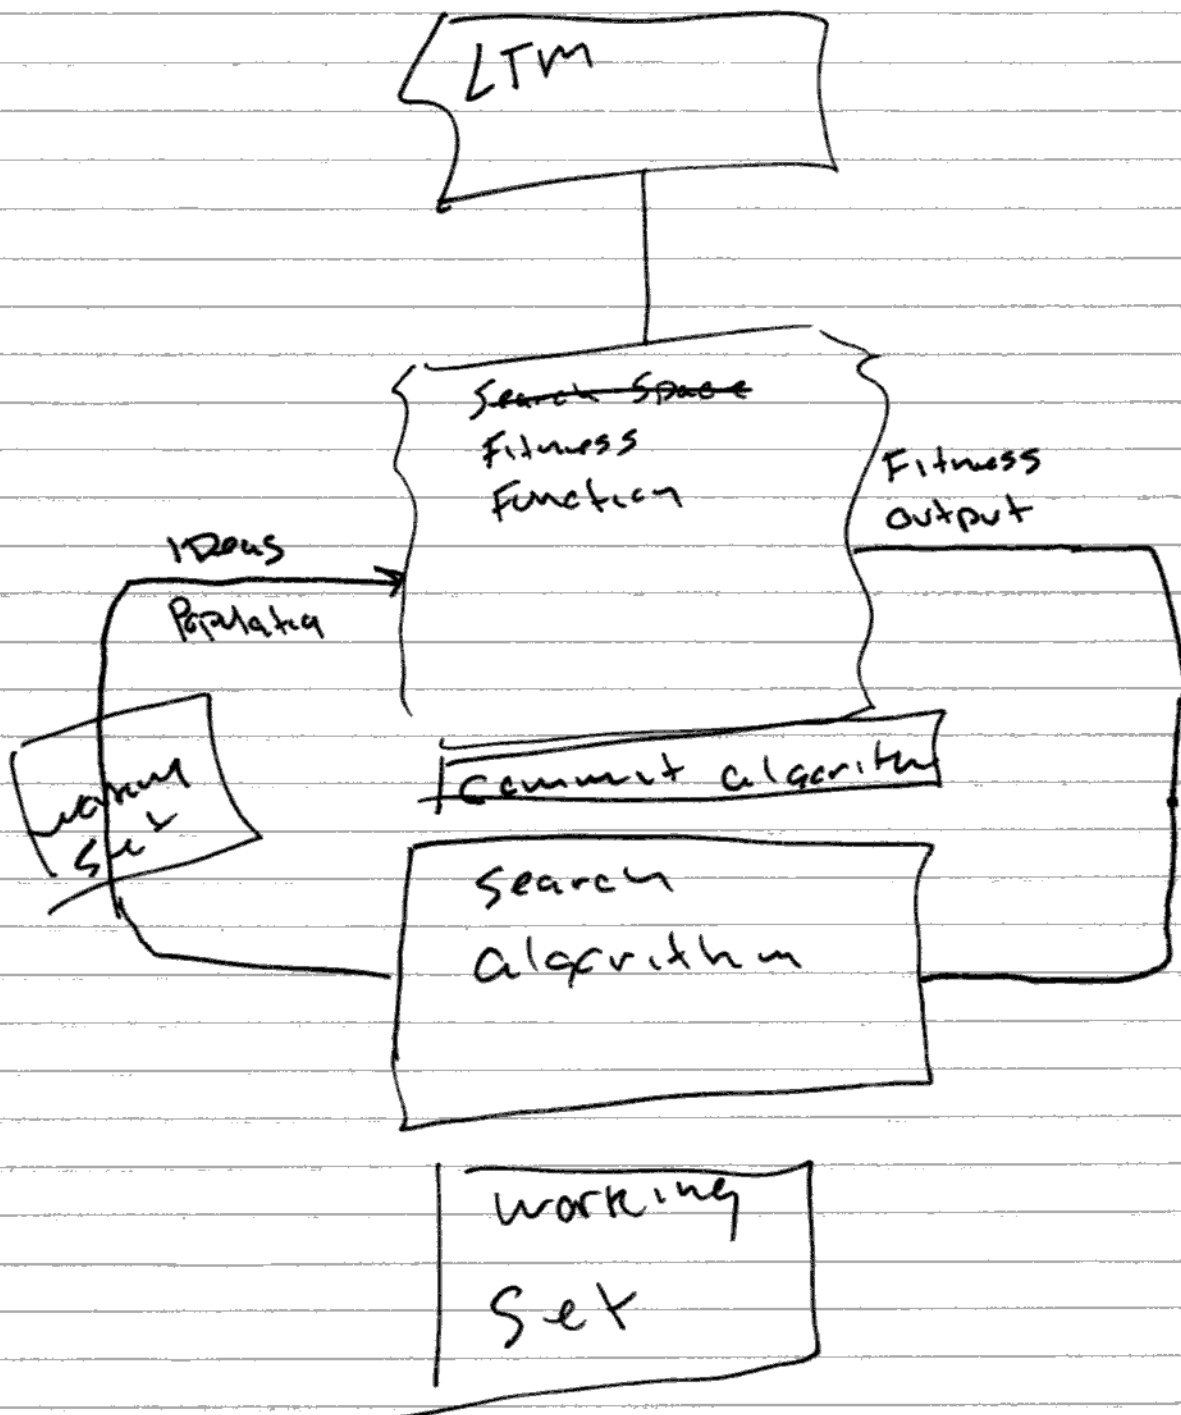 LTM
Search Space
Fitness
Function
Fitness
output
IDeas
Population
working
set
commit algorithm
Search
algorithm
working
Set